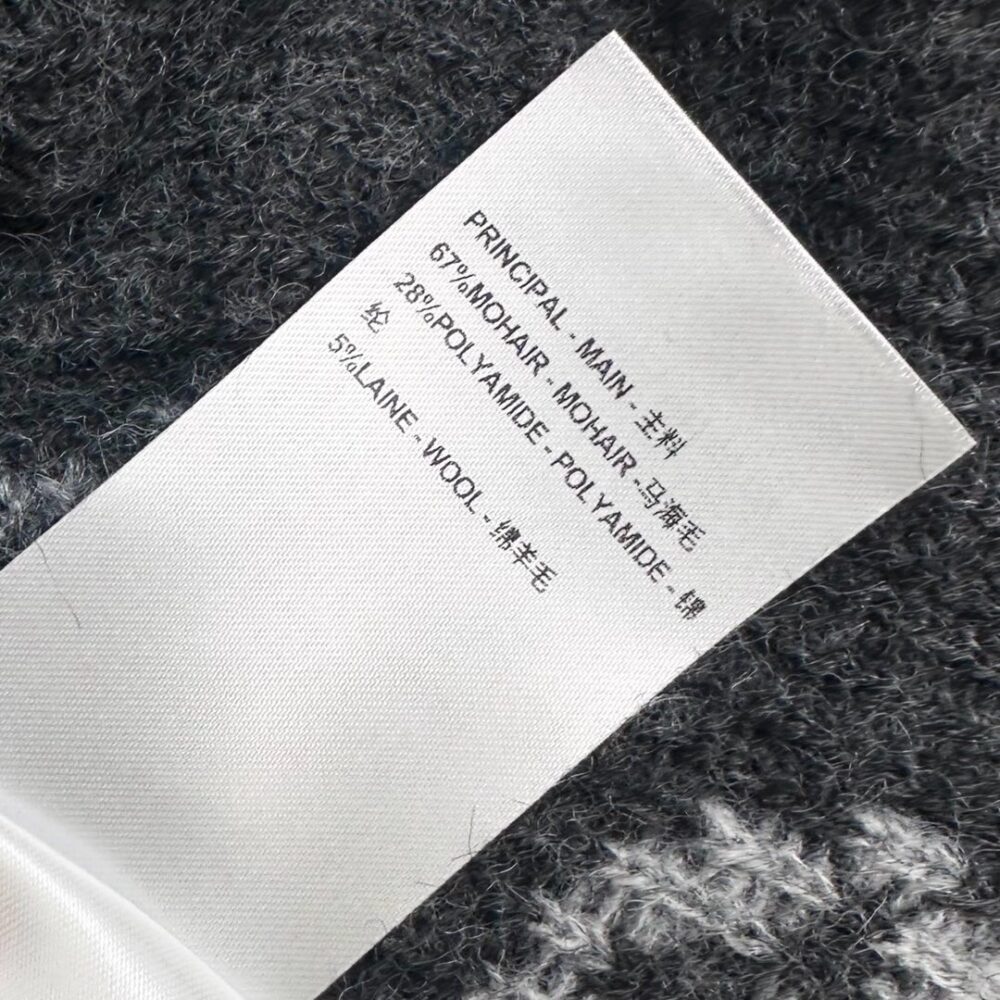 PRINCIPAL - MAIN - 主料
67%MOHAIR - MOHAIR -马海毛
28%POLYAMIDE - POLYAMIDE - 锦
纶
5%LAINE - WOOL - 绵羊毛